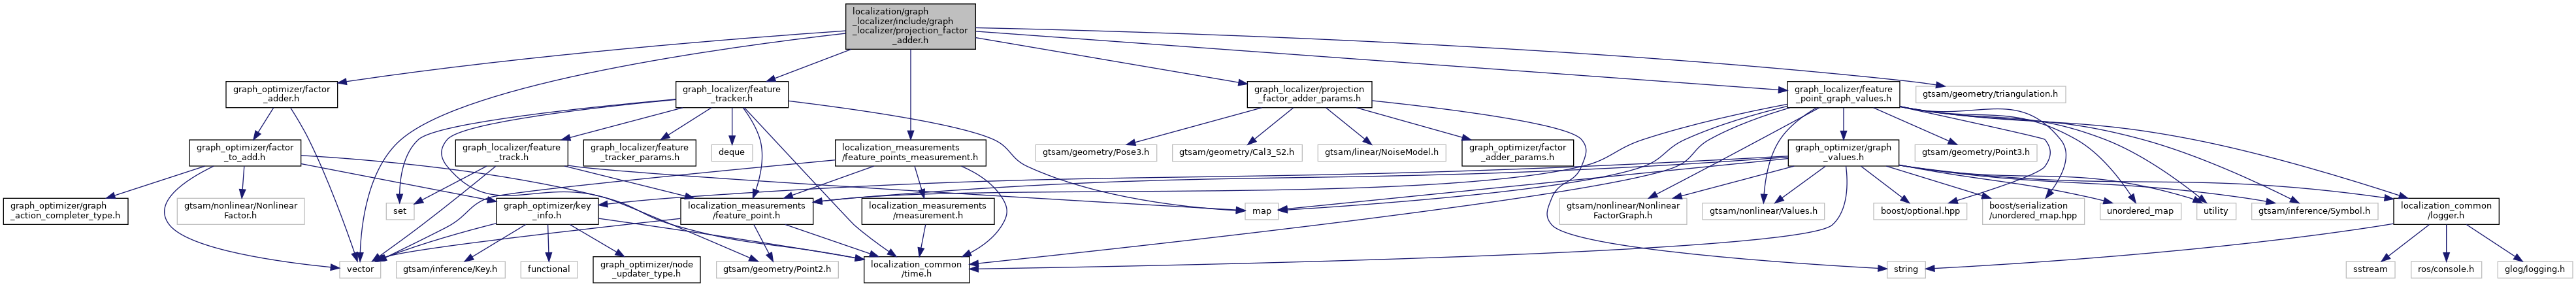 localization/graph
_localizer/include/graph
_localizer/projection_factor
_adder.h
graph_optimizer/factor
_adder.h
graph_localizer/feature
_tracker.h
graph_localizer/projection
_factor_adder_params.h
graph_localizer/feature
_point_graph_values.h
gtsam/geometry/triangulation.h
graph_optimizer/factor
_to_add.h
graph_localizer/feature
_track.h
graph_localizer/feature
_tracker_params.h
deque
localization_measurements
/feature_points_measurement.h
gtsam/geometry/Pose3.h
gtsam/geometry/Cal3_S2.h
gtsam/linear/NoiseModel.h
graph_optimizer/factor
_adder_params.h
graph_optimizer/graph
_values.h
gtsam/geometry/Point3.h
graph_optimizer/graph
_action_completer_type.h
gtsam/nonlinear/Nonlinear
Factor.h
set
graph_optimizer/key
_info.h
localization_measurements
/feature_point.h
localization_measurements
/measurement.h
map
gtsam/nonlinear/Nonlinear
FactorGraph.h
gtsam/nonlinear/Values.h
boost/optional.hpp
boost/serialization
/unordered_map.hpp
unordered_map
utility
gtsam/inference/Symbol.h
localization_common
/logger.h
vector
gtsam/inference/Key.h
functional
graph_optimizer/node
_updater_type.h
gtsam/geometry/Point2.h
localization_common
/time.h
string
sstream
ros/console.h
glog/logging.h